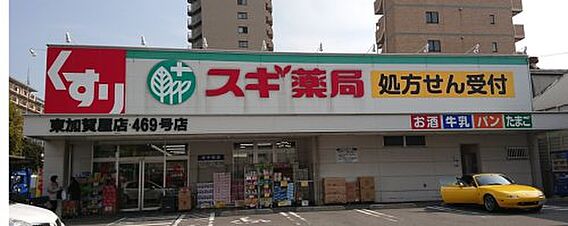 くすり
スギ薬局
処方せん受付
東加賀屋店・469号店
お酒 牛乳 パン たまご